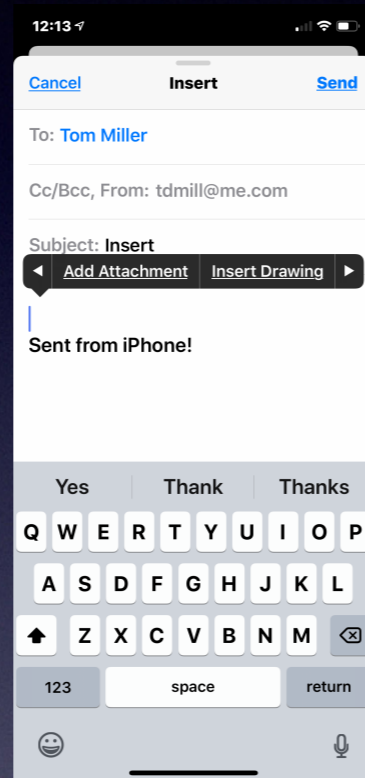 12:13
Cancel Insert Send
To: Tom Miller
Cc/Bcc, From: tdmill@me.com
Subject: Insert
Add Attachment Insert Drawing
Sent from iPhone!
Yes Thank Thanks
Q W E R T Y U I O P
A S D F G H J K L
Z X C V B N M
123 space return